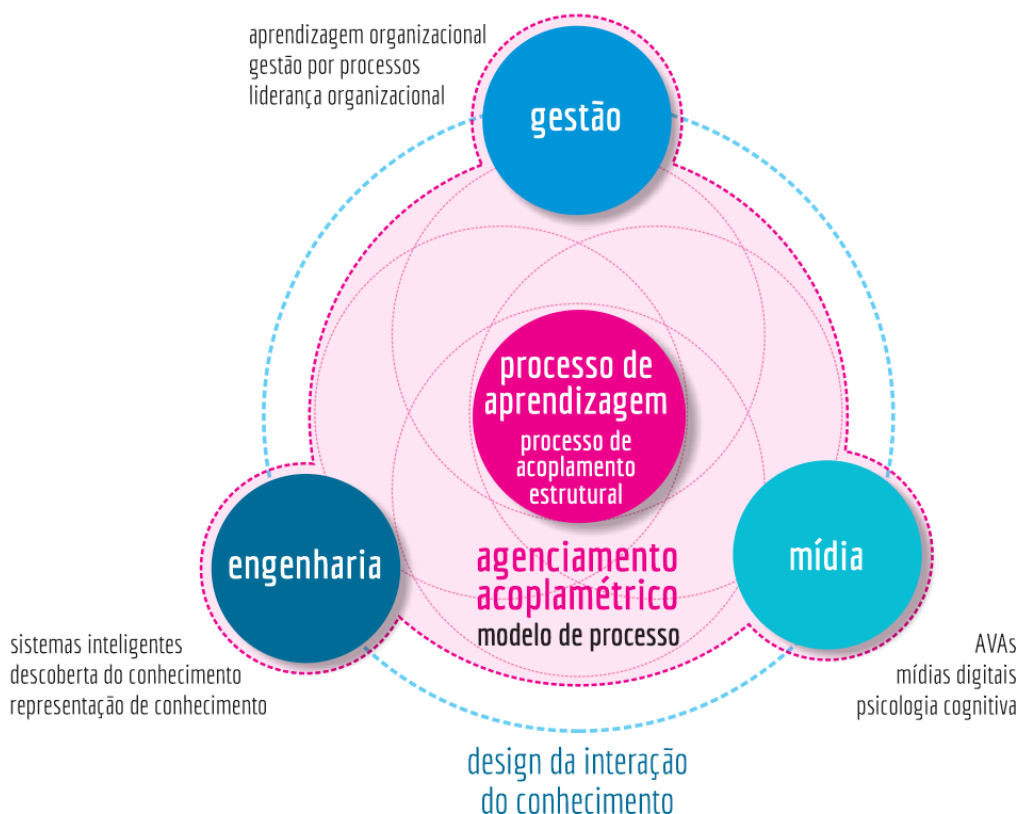 aprendizagem organizacional
gestão por processos
liderança organizacional
gestão
processo de
aprendizagem
processo de
acoplamento
estrutural
engenharia
mídia
agenciamento
acoplamétrico
modelo de processo
sistemas inteligentes
descoberta do conhecimento
representação de conhecimento
AVAs
mídias digitais
psicologia cognitiva
design da interação
do conhecimento